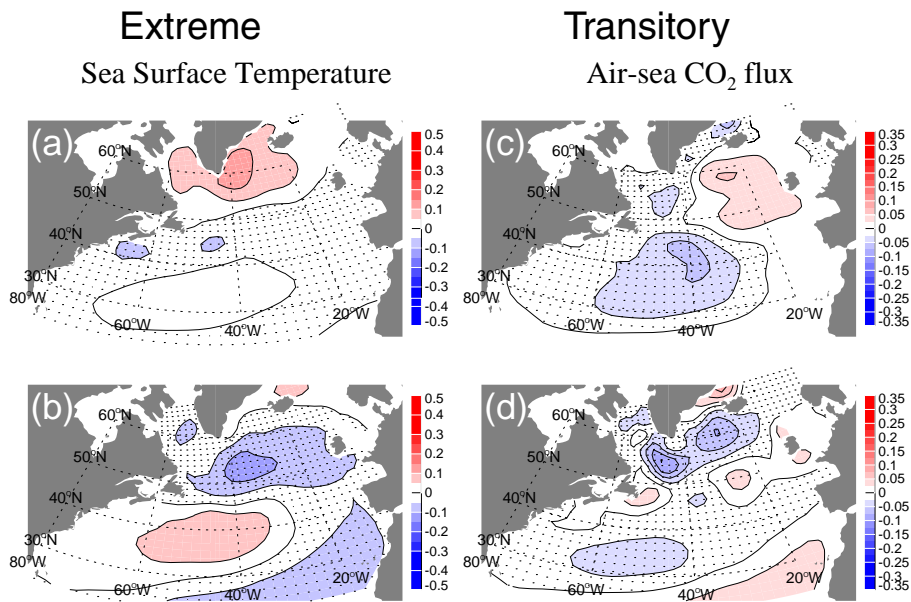 Extreme
Transitory
Sea Surface Temperature
Air-sea CO₂ flux
(a)
60°N
50°N
40°N
30°N
80°W
60°W
40°W
20°W
0.5
0.4
0.3
0.2
0.1
0
-0.1
-0.2
-0.3
-0.4
-0.5
(c)
60°N
50°N
40°N
30°N
80°W
60°W
40°W
20°W
0.35
0.3
0.25
0.2
0.15
0.1
0.05
0
-0.05
-0.1
-0.15
-0.2
-0.25
-0.3
-0.35
(b)
60°N
50°N
40°N
30°N
80°W
60°W
40°W
20°W
0.5
0.4
0.3
0.2
0.1
0
-0.1
-0.2
-0.3
-0.4
-0.5
(d)
60°N
50°N
40°N
30°N
80°W
60°W
40°W
20°W
0.35
0.3
0.25
0.2
0.15
0.1
0.05
0
-0.05
-0.1
-0.15
-0.2
-0.25
-0.3
-0.35